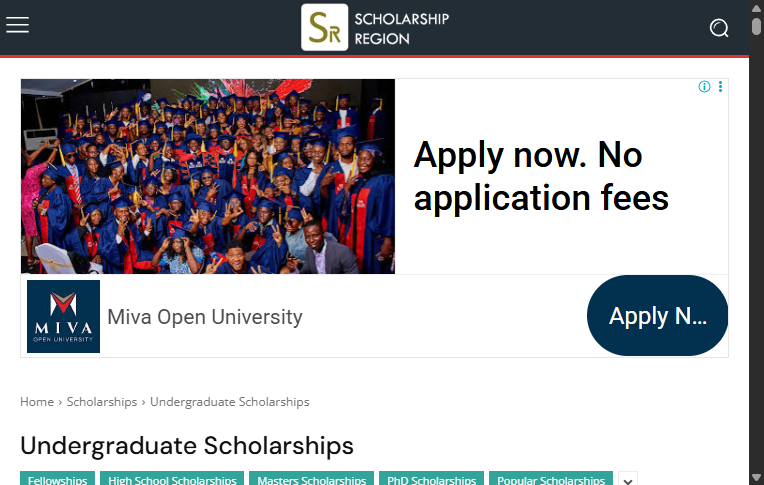 SR
SCHOLARSHIP
REGION
Apply now. No
application fees
MIVA
OPEN UNIVERSITY
Miva Open University
Apply N...
Home › Scholarships › Undergraduate Scholarships
Undergraduate Scholarships
Fellowships High School Scholarships Masters Scholarships PhD Scholarships Popular Scholarships